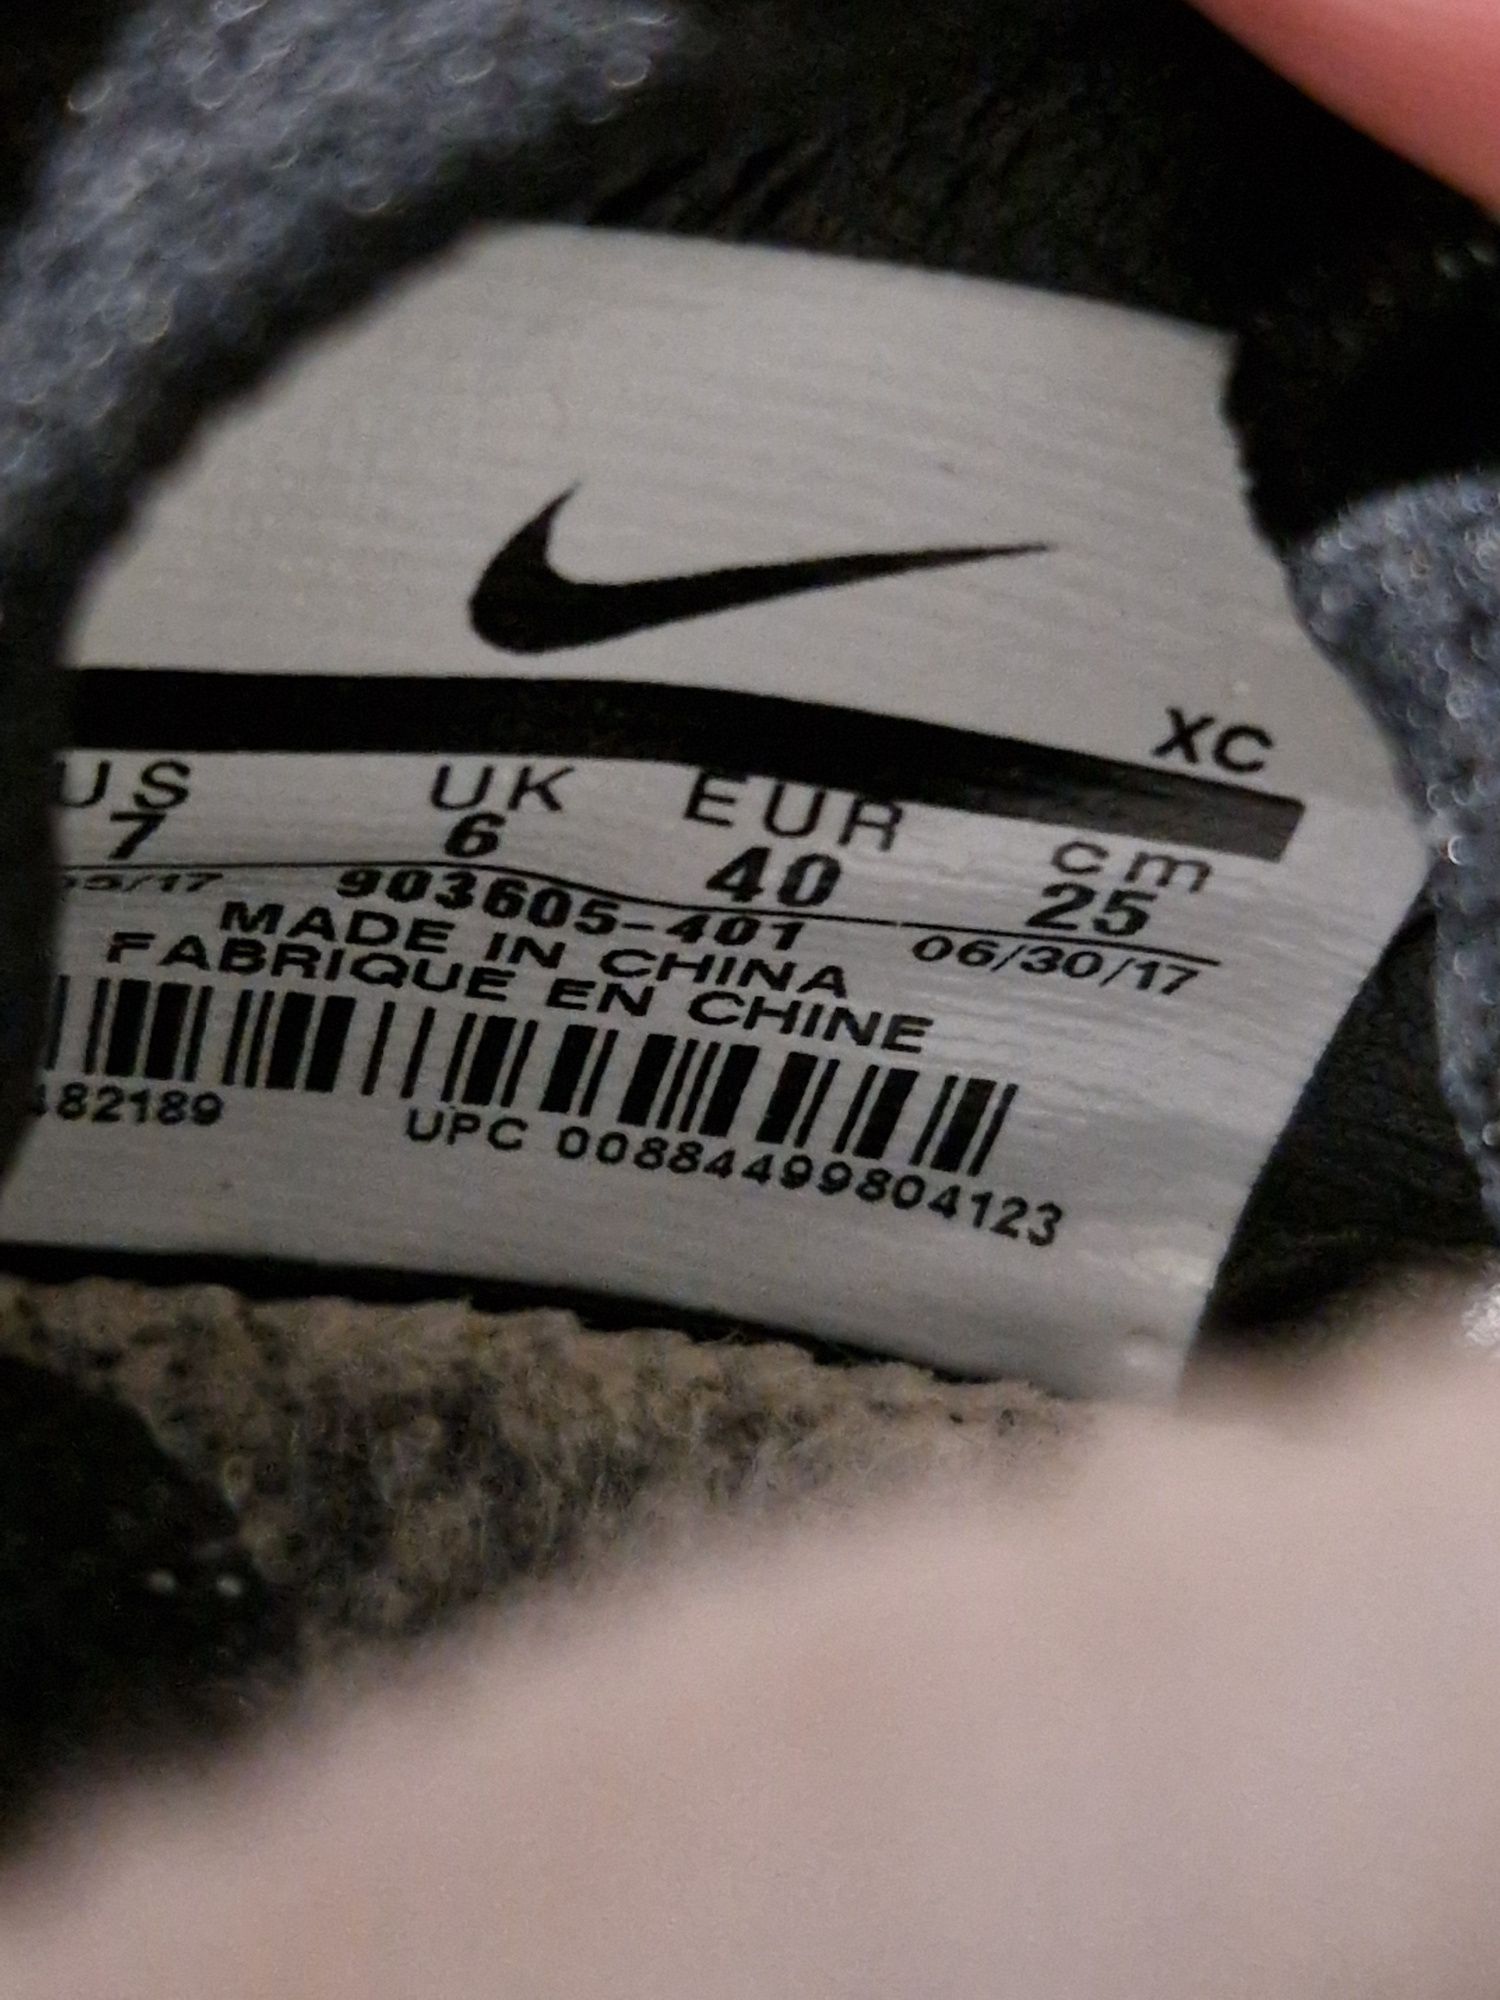 XC
US UK EUR cm
7 6 40 25
903605-401 06/30/17
MADE IN CHINA
FABRIQUE EN CHINE
UPC 00884499804123